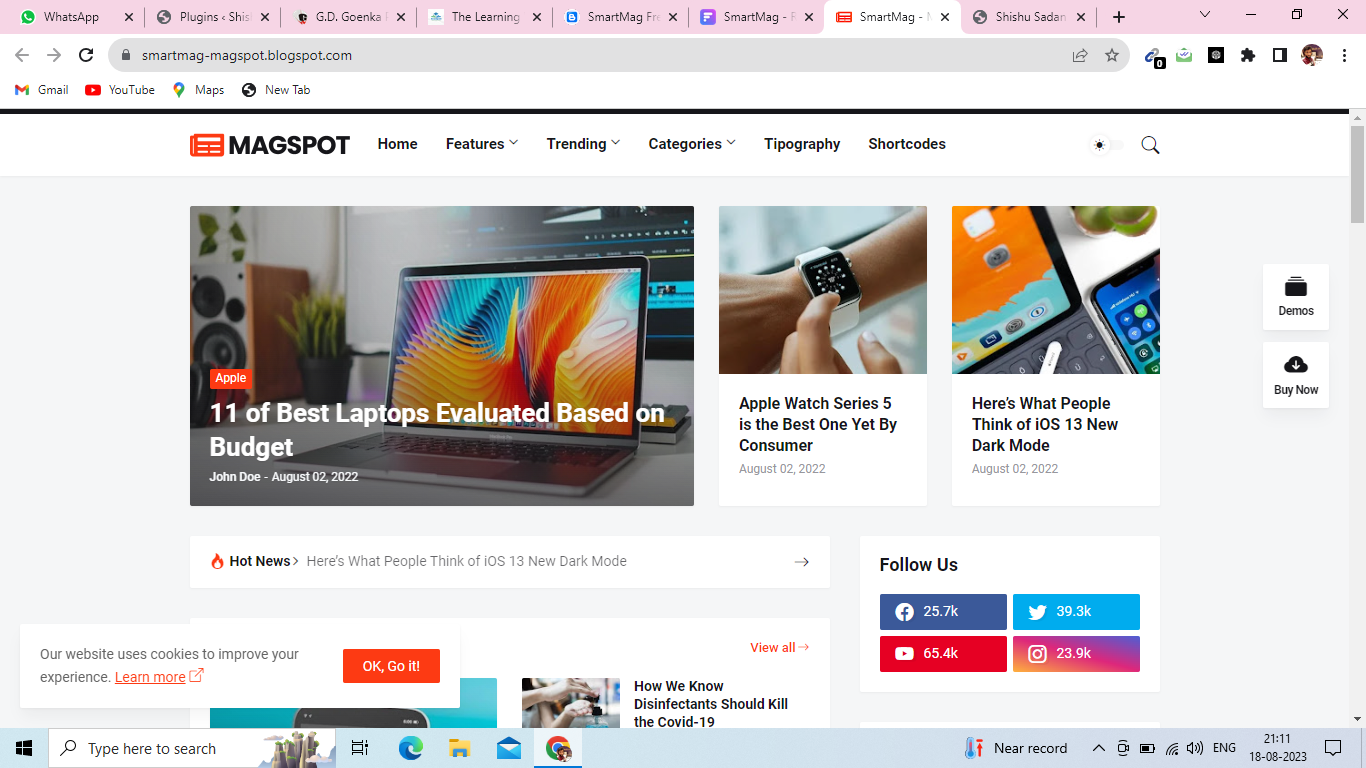 WhatsApp
Plugins ‹ Shis
G.D. Goenka P
The Learning
SmartMag Fre
SmartMag - R
SmartMag - M
Shishu Sadan
smartmag-magspot.blogspot.com
0
Gmail
YouTube
Maps
New Tab
MAGSPOT
Home
Features
Trending
Categories
Tipography
Shortcodes
Apple
11 of Best Laptops Evaluated Based on
Budget
John Doe - August 02, 2022
Apple Watch Series 5
is the Best One Yet By
Consumer
August 02, 2022
Here's What People
Think of iOS 13 New
Dark Mode
August 02, 2022
Demos
Buy Now
Hot News
Here's What People Think of iOS 13 New Dark Mode
Follow Us
25.7k
39.3k
65.4k
23.9k
View all
How We Know
Disinfectants Should Kill
the Covid-19
Our website uses cookies to improve your
experience. Learn more
OK, Go it!
Type here to search
Near record
ENG
21:11
18-08-2023